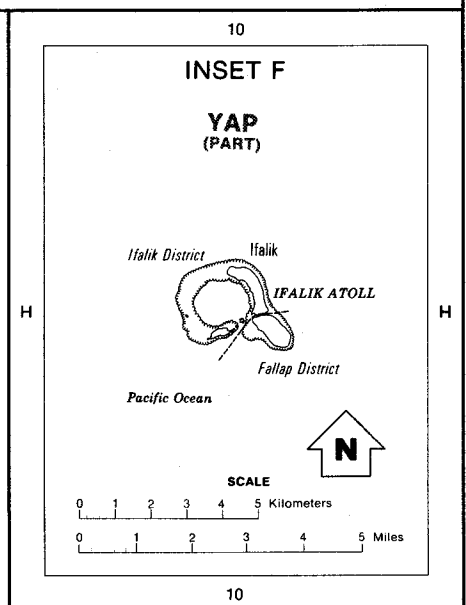 10
INSET F
YAP
(PART)
Ifalik District
Ifalik
IFALIK ATOLL
H
H
Fallap District
Pacific Ocean
N
SCALE
0 1 2 3 4 5 Kilometers
0 1 2 3 4 5 Miles
10